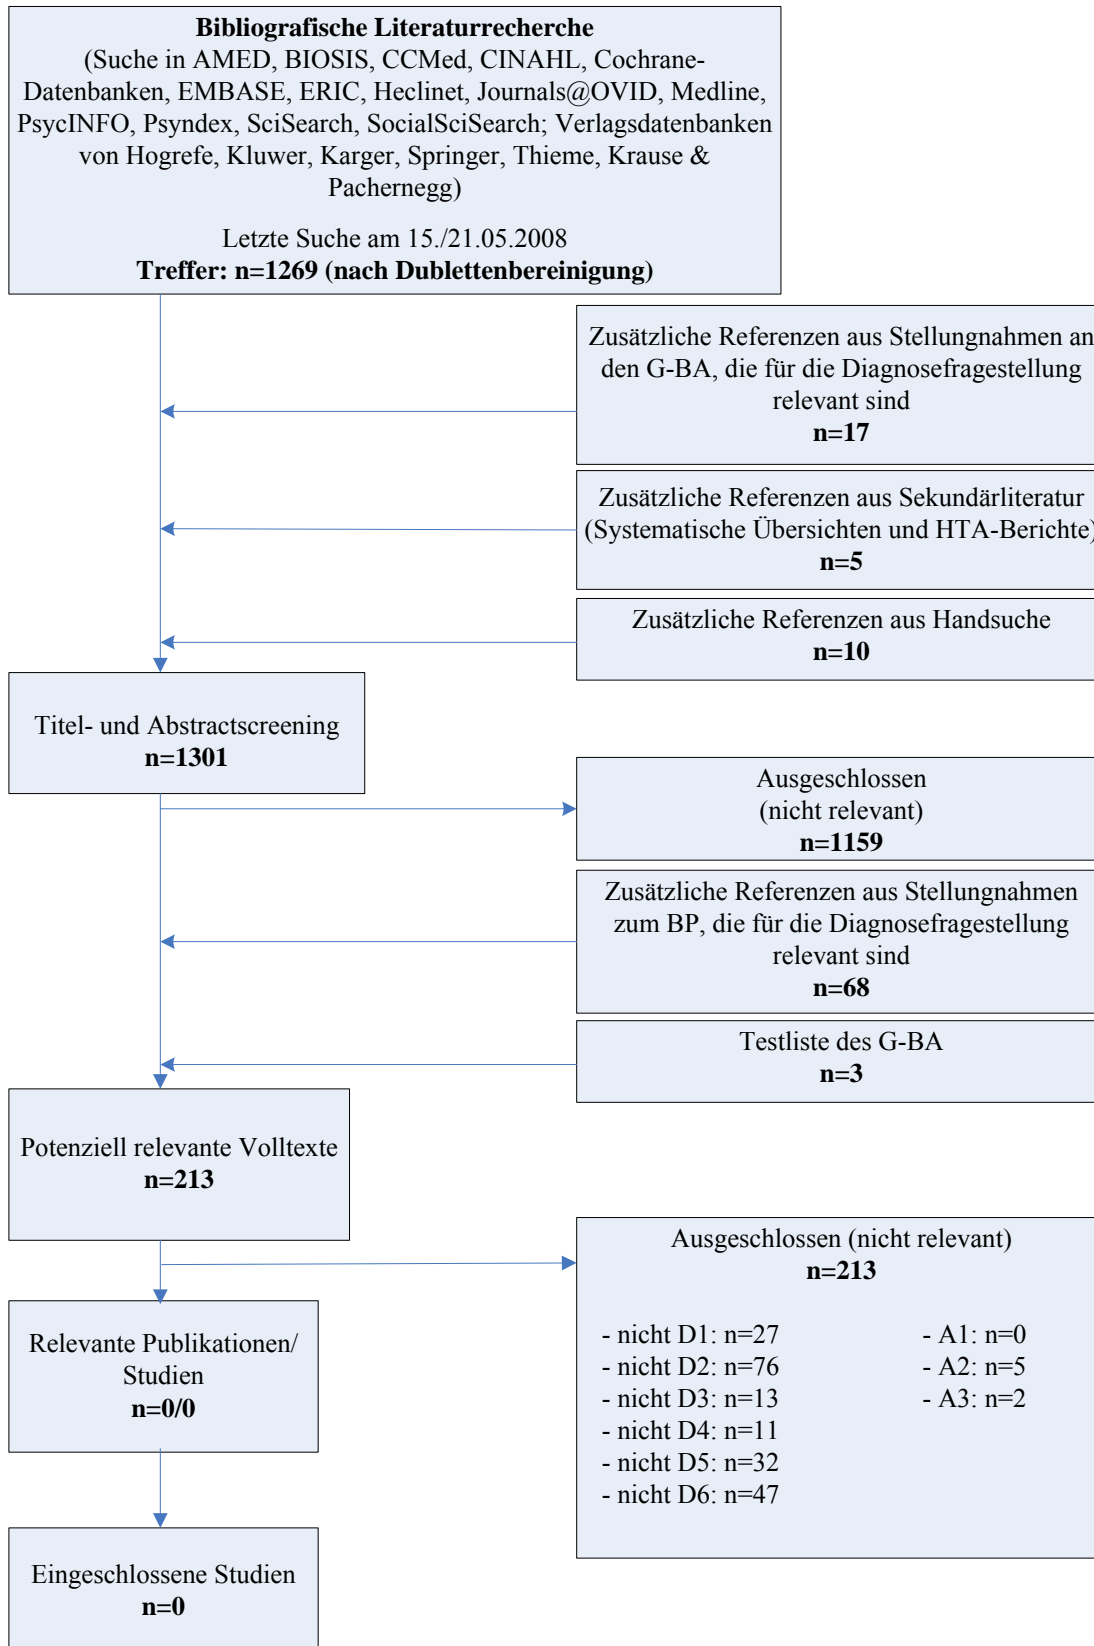 Bibliografische Literaturrecherche
(Suche in AMED, BIOSIS, CCMed, CINAHL, Cochrane-
Datenbanken, EMBASE, ERIC, Heclinet, Journals@OVID, Medline,
PsycINFO, Psyndex, SciSearch, SocialSciSearch; Verlagsdatenbanken
von Hogrefe, Kluwer, Karger, Springer, Thieme, Krause &
Pachernegg)
Letzte Suche am 15./21.05.2008
Treffer: n=1269 (nach Dublettenbereinigung)
Zusätzliche Referenzen aus Stellungnahmen an
den G-BA, die für die Diagnosefragestellung
relevant sind
n=17
Zusätzliche Referenzen aus Sekundärliteratur
(Systematische Übersichten und HTA-Berichte)
n=5
Zusätzliche Referenzen aus Handsuche
n=10
Titel- und Abstractscreening
n=1301
Ausgeschlossen
(nicht relevant)
n=1159
Zusätzliche Referenzen aus Stellungnahmen
zum BP, die für die Diagnosefragestellung
relevant sind
n=68
Testliste des G-BA
n=3
Potenziell relevante Volltexte
n=213
Ausgeschlossen (nicht relevant)
n=213
- nicht D1: n=27
- nicht D2: n=76
- nicht D3: n=13
- nicht D4: n=11
- nicht D5: n=32
- nicht D6: n=47
- A1: n=0
- A2: n=5
- A3: n=2
Relevante Publikationen/
Studien
n=0/0
Eingeschlossene Studien
n=0